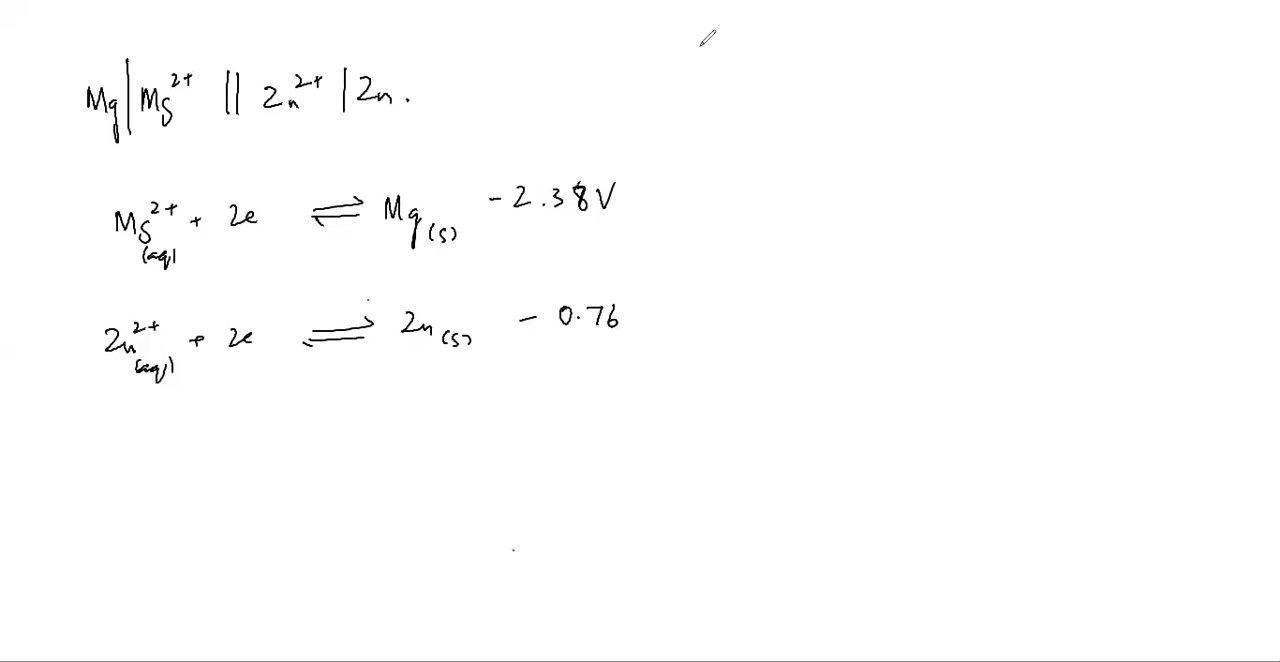 Mg|Mg²⁺ || Zn²⁺ |Zn.
Mg²⁺(aq) + 2e ⇌ Mg(s) -2.38V
Zn²⁺(aq) + 2e ⇌ Zn(s) - 0.76